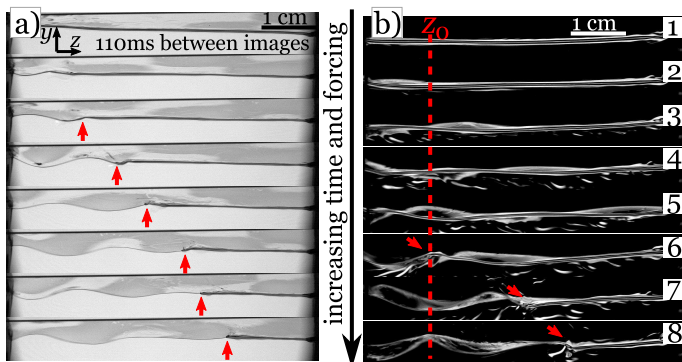 a)
1 cm
y
z
110ms between images
increasing time and forcing
b)
z0
1 cm
1
2
3
4
5
6
7
8